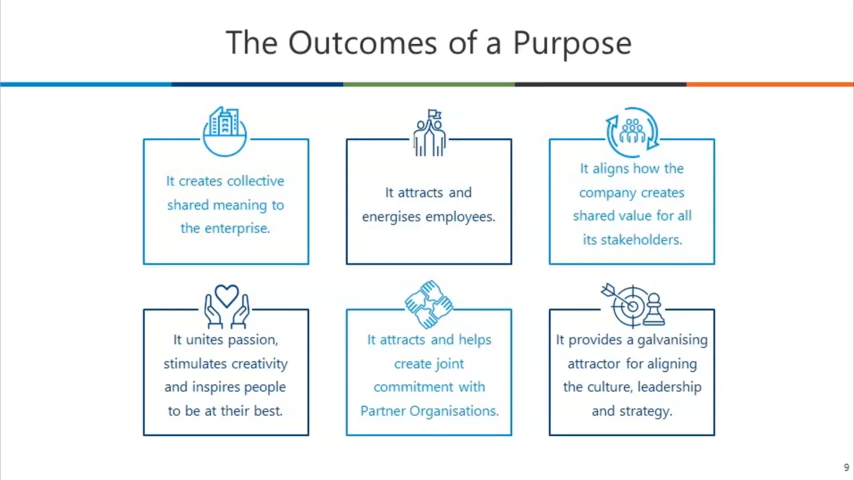 The Outcomes of a Purpose
It creates collective
shared meaning to
the enterprise.
It attracts and
energises employees.
It aligns how the
company creates
shared value for all
its stakeholders.
It unites passion,
stimulates creativity
and inspires people
to be at their best.
It attracts and helps
create joint
commitment with
Partner Organisations.
It provides a galvanising
attractor for aligning
the culture, leadership
and strategy.
9